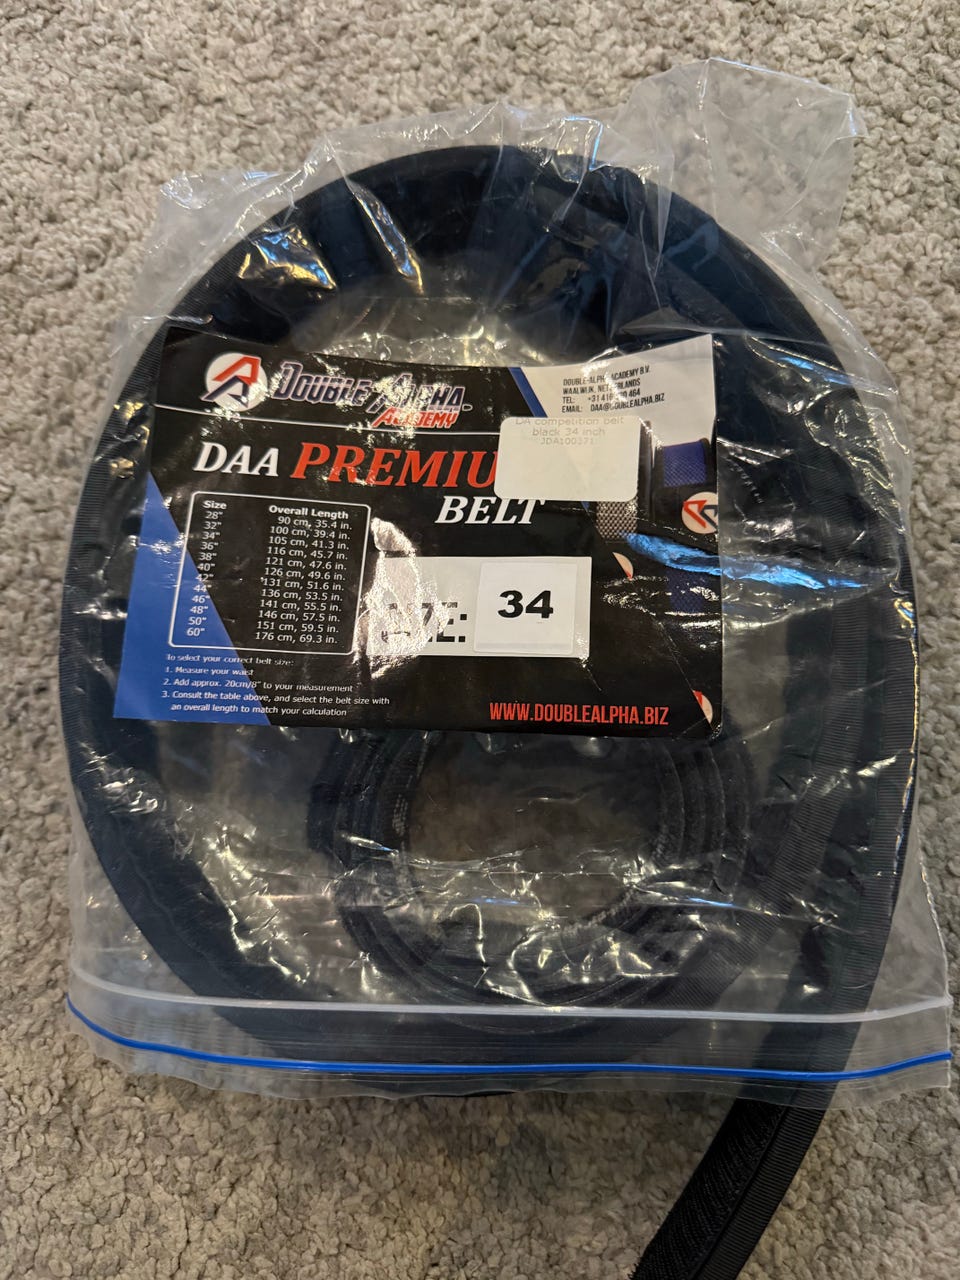 DOUBLE ALPHA
ACADEMY
DOUBLE-ALPHA ACADEMY B.V.
WAALWIJK, NETHERLANDS
TEL: +31 416 464
EMAIL: DAA@DOUBLEALPHA.BIZ
DA competition belt
black 34 inch
JDA100371
DAA PREMIU
BELT
Size Overall Length
28" 90 cm, 35.4 in.
32" 100 cm, 39.4 in.
34" 105 cm, 41.3 in.
36" 116 cm, 45.7 in.
38" 121 cm, 47.6 in.
40" 126 cm, 49.6 in.
42" 131 cm, 51.6 in.
44" 136 cm, 53.5 in.
46" 141 cm, 55.5 in.
48" 146 cm, 57.5 in.
50" 151 cm, 59.5 in.
60" 176 cm, 69.3 in.
SIZE: 34
To select your correct belt size:
1. Measure your waist
2. Add approx. 20cm/8" to your measurement
3. Consult the table above, and select the belt size with
an overall length to match your calculation
WWW.DOUBLEALPHA.BIZ